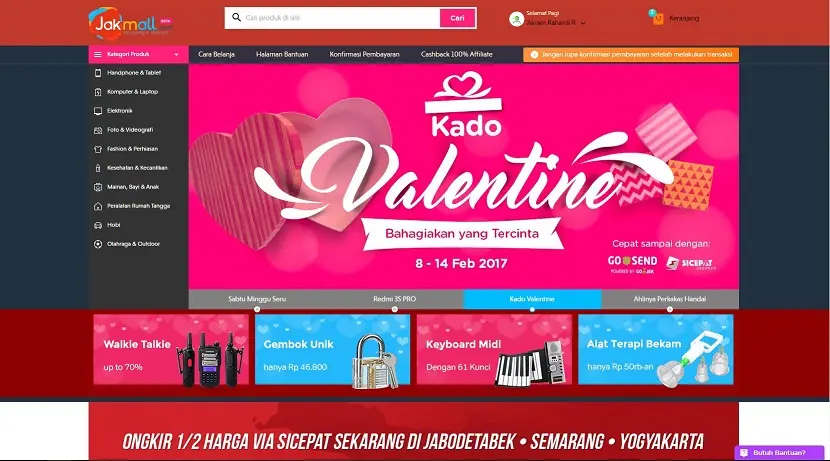 Jakmall BETA
Cari produk di sini
Cari
Selamat Pagi
Akram Rahardi R
Keranjang
Kategori Produk
Cara Belanja
Halaman Bantuan
Konfirmasi Pembayaran
Cashback 100% Affiliate
Jangan lupa konfirmasi pembayaran setelah melakukan transaksi
Handphone & Tablet
Komputer & Laptop
Elektronik
Foto & Videografi
Fashion & Perhiasan
Kesehatan & Kecantikan
Mainan, Bayi & Anak
Peralatan Rumah Tangga
Hobi
Olahraga & Outdoor
Kado
Valentine
Bahagiakan yang Tercinta
8 - 14 Feb 2017
Cepat sampai dengan:
GO SEND
POWERED BY GO-JEK
SICEPAT
EKSPRES
Sabtu Minggu Seru
Redmi 3S PRO
Kado Valentine
Ahlinya Perkakas Handal
Walkie Talkie
up to 70%
Gembok Unik
hanya Rp 46.800
Keyboard Midi
Dengan 61 Kunci
Alat Terapi Bekam
hanya Rp 50rb-an
ONGKIR 1/2 HARGA VIA SICEPAT SEKARANG DI JABODETABEK • SEMARANG • YOGYAKARTA
Butuh Bantuan?